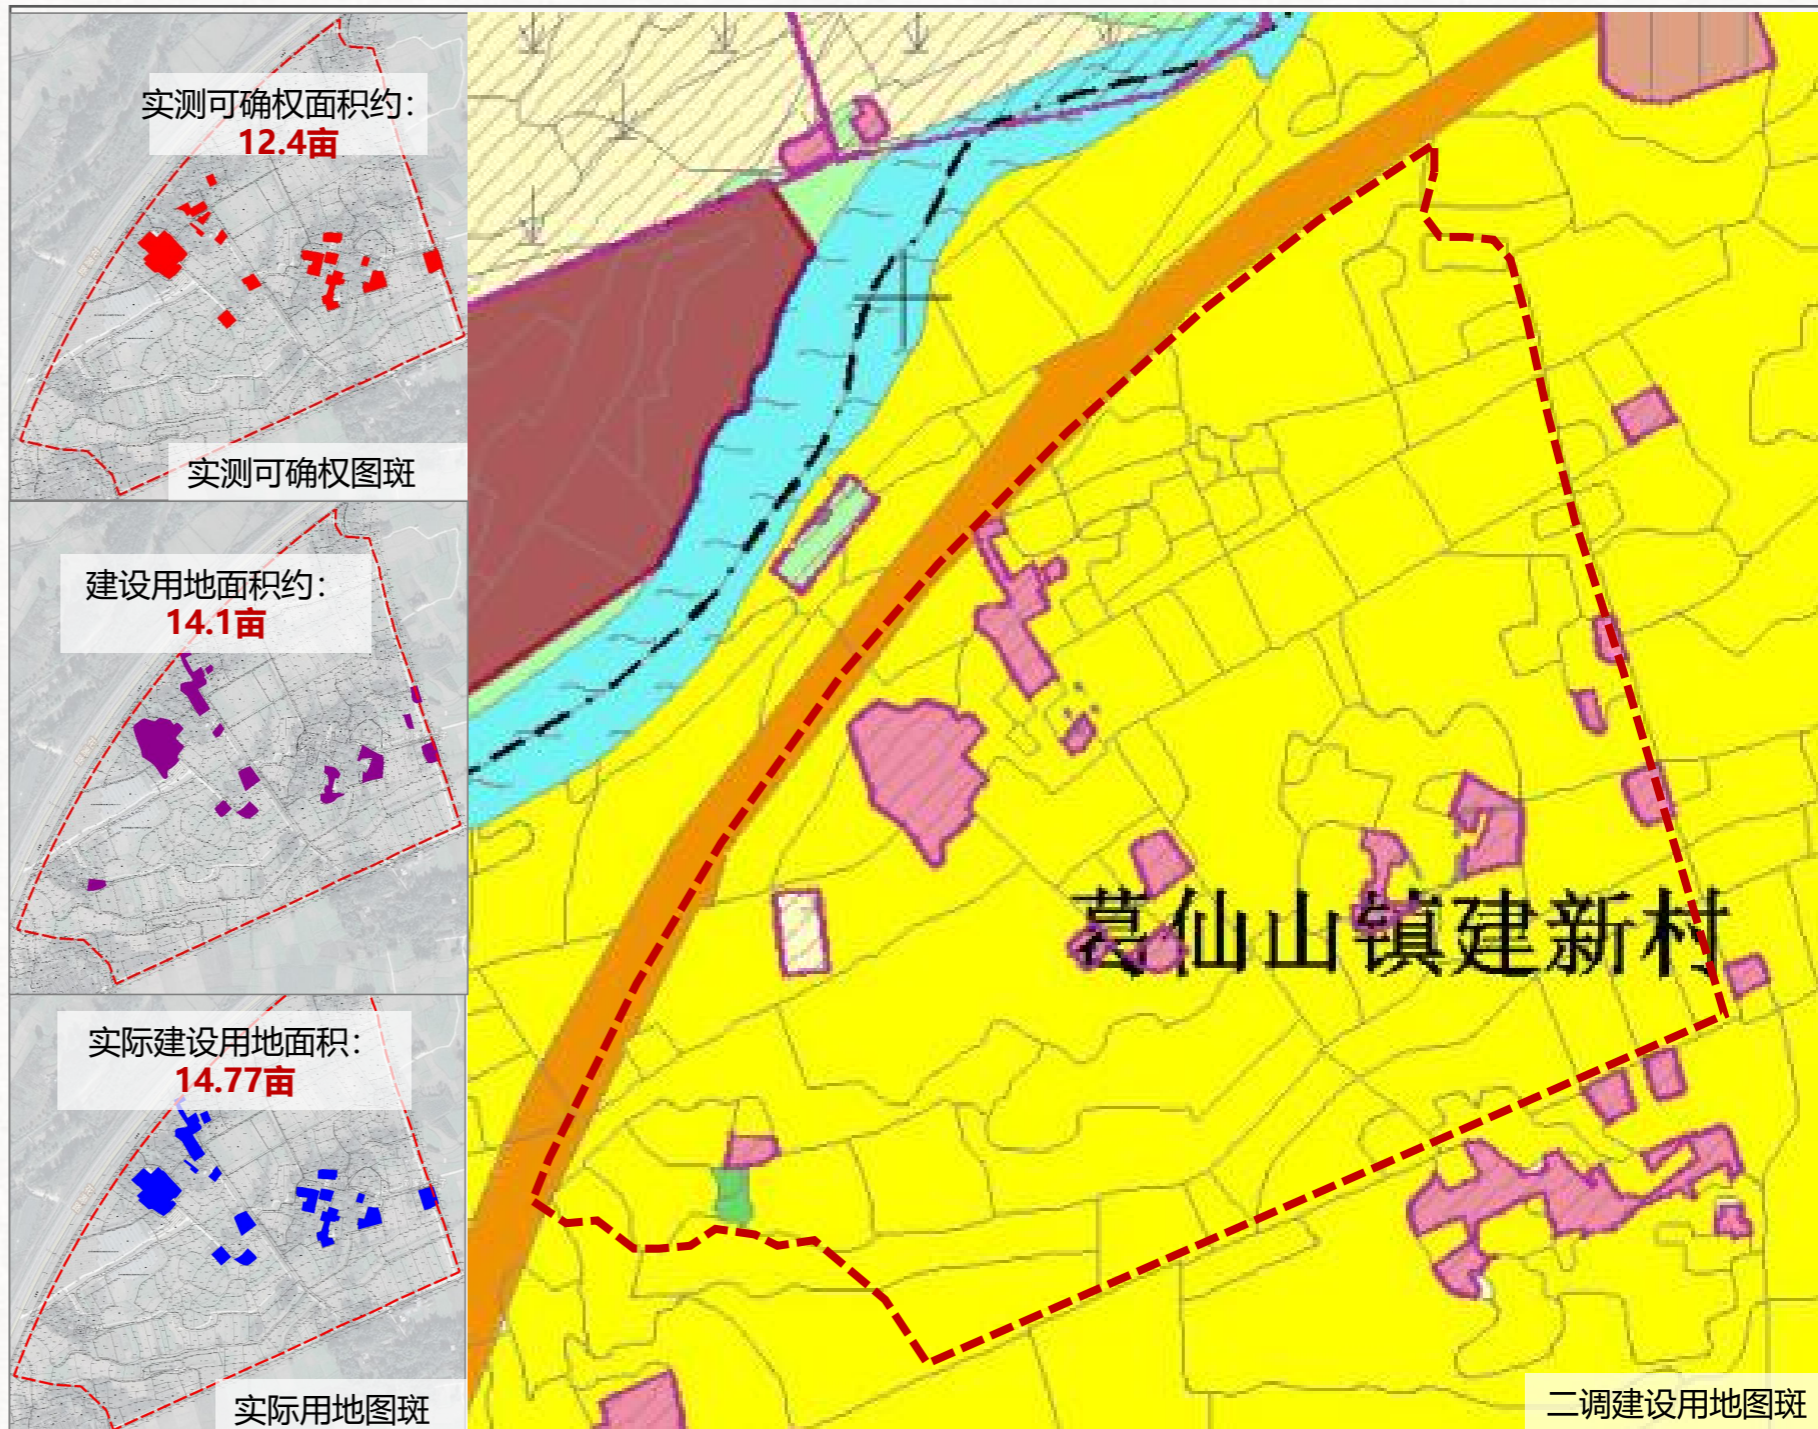 实测可确权面积约：
12.4亩
实测可确权图斑
建设用地面积约：
14.1亩
实际建设用地面积：
14.77亩
实际用地图斑
葛仙山镇建新村
二调建设用地图斑